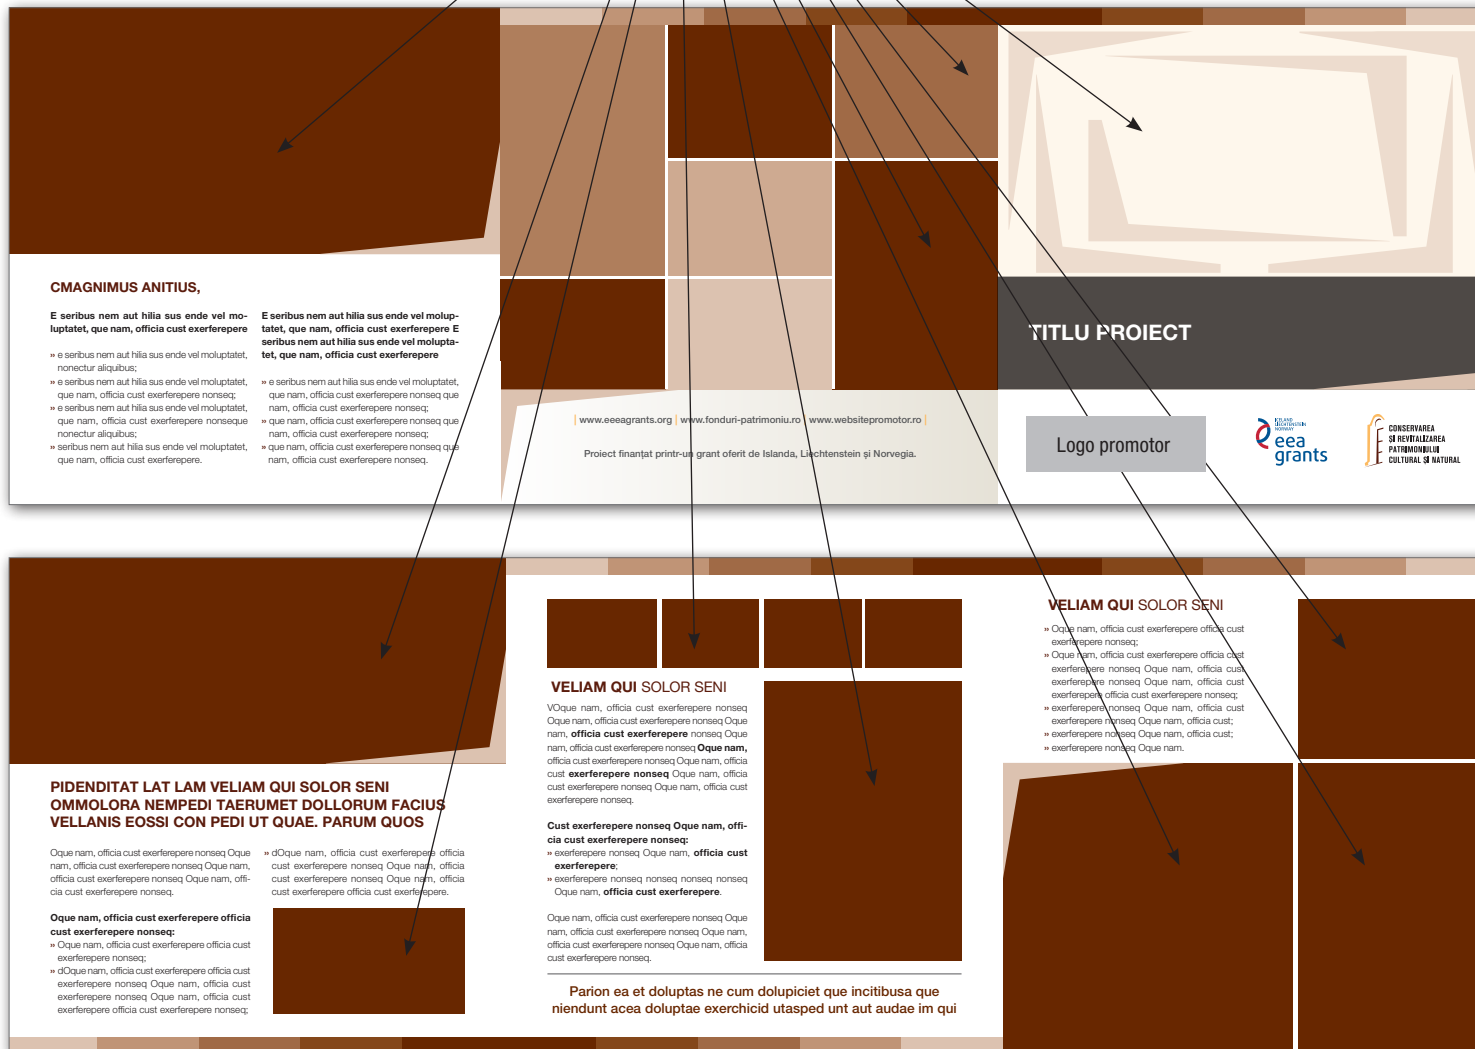 CMAGNIMUS ANITIUS,
E seribus nem aut hilia sus ende vel mo-
luptatet, que nam, officia cust exerferepere
» e seribus nem aut hilia sus ende vel moluptatet,
nonectur aliquibus;
» e seribus nem aut hilia sus ende vel moluptatet,
que nam, officia cust exerferepere nonseq;
» e seribus nem aut hilia sus ende vel moluptatet,
que nam, officia cust exerferepere nonseque
nonectur aliquibus;
» seribus nem aut hilia sus ende vel moluptatet,
que nam, officia cust exerferepere.
E seribus nem aut hilia sus ende vel molup-
tatet, que nam, officia cust exerferepere E
seribus nem aut hilia sus ende vel molupta-
tet, que nam, officia cust exerferepere
» e seribus nem aut hilia sus ende vel moluptatet,
que nam, officia cust exerferepere nonseq que
nam, officia cust exerferepere nonseq;
» que nam, officia cust exerferepere nonseq que
nam, officia cust exerferepere nonseq;
» que nam, officia cust exerferepere nonseq que
nam, officia cust exerferepere nonseq.
| www.eeeagrants.org | www.fonduri-patrimoniu.ro | www.websitepromotor.ro |
Proiect finanțat printr-un grant oferit de Islanda, Liechtenstein și Norvegia.
TITLU PROIECT
Logo promotor
ICELAND
LIECHTENSTEIN
NORWAY
eea
grants
CONSERVAREA
ȘI REVITALIZAREA
PATRIMONIULUI
CULTURAL ȘI NATURAL
PIDENDITAT LAT LAM VELIAM QUI SOLOR SENI
OMMOLORA NEMPEDI TAERUMET DOLLORUM FACIUS
VELLANIS EOSSI CON PEDI UT QUAE. PARUM QUOS
Oque nam, officia cust exerferepere nonseq Oque
nam, officia cust exerferepere nonseq Oque nam,
officia cust exerferepere nonseq Oque nam, offi-
cia cust exerferepere nonseq.
Oque nam, officia cust exerferepere officia
cust exerferepere nonseq:
» Oque nam, officia cust exerferepere officia cust
exerferepere nonseq;
» dOque nam, officia cust exerferepere officia cust
exerferepere nonseq Oque nam, officia cust
exerferepere nonseq Oque nam, officia cust
exerferepere officia cust exerferepere nonseq;
» dOque nam, officia cust exerferepere officia
cust exerferepere nonseq Oque nam, officia
cust exerferepere nonseq Oque nam, officia
cust exerferepere officia cust exerferepere.
VELIAM QUI SOLOR SENI
VOque nam, officia cust exerferepere nonseq
Oque nam, officia cust exerferepere nonseq Oque
nam, officia cust exerferepere nonseq Oque
nam, officia cust exerferepere nonseq Oque nam,
officia cust exerferepere nonseq Oque nam, officia
cust exerferepere nonseq Oque nam, officia
cust exerferepere nonseq Oque nam, officia cust
exerferepere nonseq.
Cust exerferepere nonseq Oque nam, offi-
cia cust exerferepere nonseq:
» exerferepere nonseq Oque nam, officia cust
exerferepere;
» exerferepere nonseq nonseq nonseq nonseq
Oque nam, officia cust exerferepere.
Oque nam, officia cust exerferepere nonseq Oque
nam, officia cust exerferepere nonseq Oque nam,
officia cust exerferepere nonseq Oque nam, officia
cust exerferepere nonseq.
Parion ea et doluptas ne cum dolupiciet que incitibusa que
niendunt acea doluptae exerchicid utasped unt aut audae im qui
VELIAM QUI SOLOR SENI
» Oque nam, officia cust exerferepere officia cust
exerferepere nonseq;
» Oque nam, officia cust exerferepere officia cust
exerferepere nonseq Oque nam, officia cust
exerferepere nonseq Oque nam, officia cust
exerferepere officia cust exerferepere nonseq;
» exerferepere nonseq Oque nam, officia cust
exerferepere nonseq Oque nam, officia cust;
» exerferepere nonseq Oque nam, officia cust;
» exerferepere nonseq Oque nam.